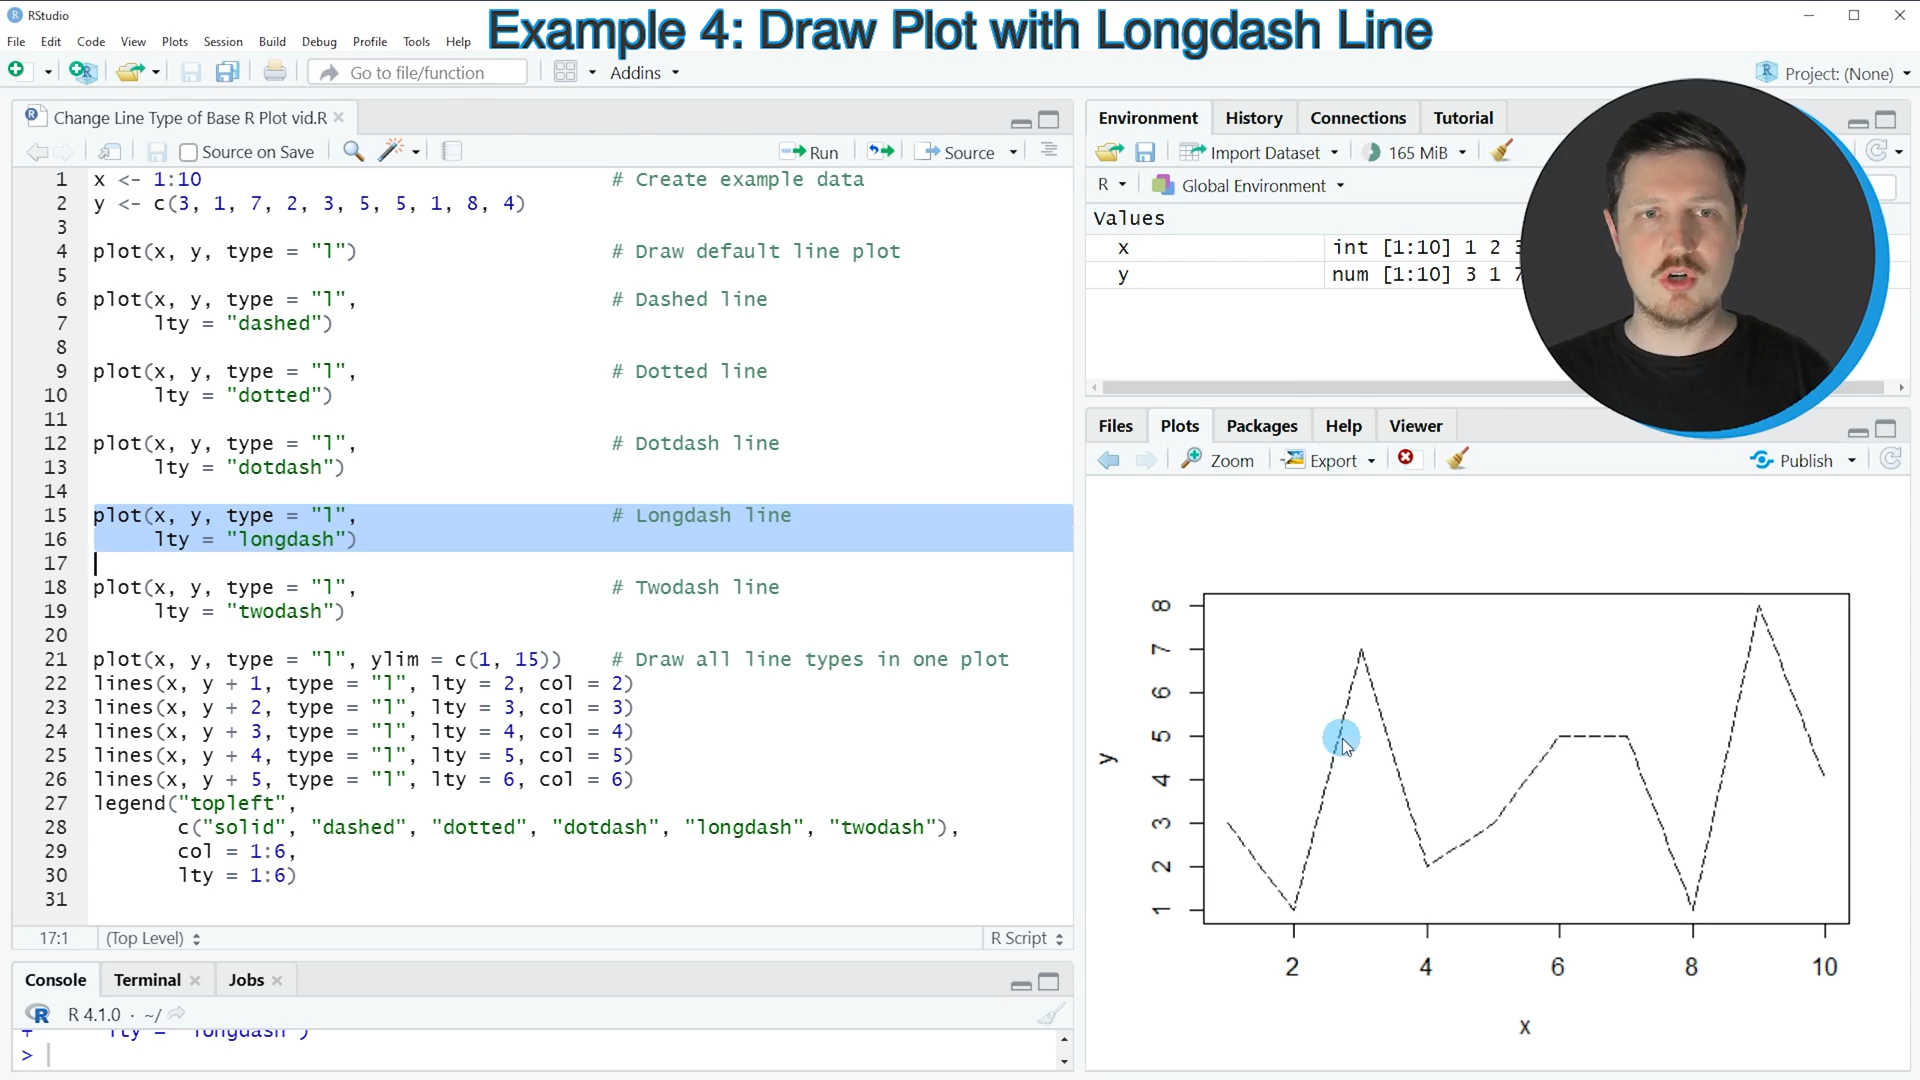 RStudio
Example 4: Draw Plot with Longdash Line
File Edit Code View Plots Session Build Debug Profile Tools Help
Go to file/function
Addins
Project: (None)
Change Line Type of Base R Plot vid.R
Source on Save
Run
Source
1 x <- 1:10 # Create example data
2 y <- c(3, 1, 7, 2, 3, 5, 5, 1, 8, 4)
3
4 plot(x, y, type = "l") # Draw default line plot
5
6 plot(x, y, type = "l", # Dashed line
7 lty = "dashed")
8
9 plot(x, y, type = "l", # Dotted line
10 lty = "dotted")
11
12 plot(x, y, type = "l", # Dotdash line
13 lty = "dotdash")
14
15 plot(x, y, type = "l", # Longdash line
16 lty = "longdash")
17
18 plot(x, y, type = "l", # Twodash line
19 lty = "twodash")
20
21 plot(x, y, type = "l", ylim = c(1, 15)) # Draw all line types in one plot
22 lines(x, y + 1, type = "l", lty = 2, col = 2)
23 lines(x, y + 2, type = "l", lty = 3, col = 3)
24 lines(x, y + 3, type = "l", lty = 4, col = 4)
25 lines(x, y + 4, type = "l", lty = 5, col = 5)
26 lines(x, y + 5, type = "l", lty = 6, col = 6)
27 legend("topleft",
28 c("solid", "dashed", "dotted", "dotdash", "longdash", "twodash"),
29 col = 1:6,
30 lty = 1:6)
31
17:1 (Top Level) R Script
Console Terminal Jobs
R 4.1.0 · ~/
+ lty = "longdash")
>
Environment History Connections Tutorial
Import Dataset 165 MiB
R Global Environment
Values
x int [1:10] 1 2 3
y num [1:10] 3 1 7
Files Plots Packages Help Viewer
Zoom Export Publish
8
7
6
5
4
3
2
1
y
2 4 6 8 10
x